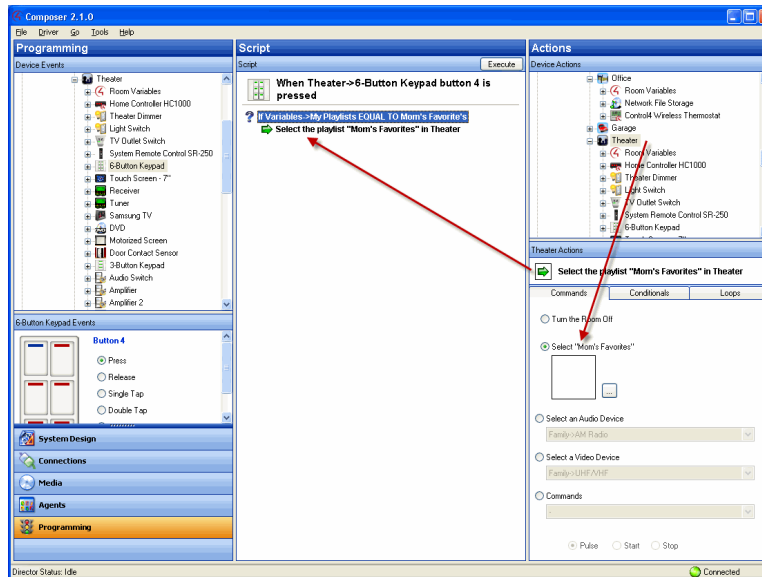 Composer 2.1.0
File Driver Go Tools Help
Programming
Device Events
Theater
Room Variables
Home Controller HC1000
Theater Dimmer
Light Switch
TV Outlet Switch
System Remote Control SR-250
6-Button Keypad
Touch Screen - 7"
Receiver
Tuner
Samsung TV
DVD
Motorized Screen
Door Contact Sensor
3-Button Keypad
Audio Switch
Amplifier
Amplifier 2
6-Button Keypad Events
Button 4
Press
Release
Single Tap
Double Tap
System Design
Connections
Media
Agents
Programming
Director Status: Idle
Script
Script
Execute
When Theater->6-Button Keypad button 4 is
pressed
If Variables->My Playlists EQUAL TO Mom's Favorite's
Select the playlist "Mom's Favorites" in Theater
Actions
Device Actions
Office
Room Variables
Network File Storage
Control4 Wireless Thermostat
Garage
Theater
Room Variables
Home Controller HC1000
Theater Dimmer
Light Switch
TV Outlet Switch
System Remote Control SR-250
6-Button Keypad
Theater Actions
Select the playlist "Mom's Favorites" in Theater
Commands Conditionals Loops
Turn the Room Off
Select "Mom's Favorites"
...
Select an Audio Device
Family->AM Radio
Select a Video Device
Family->UHF/VHF
Commands
-
Pulse Start Stop
Connected